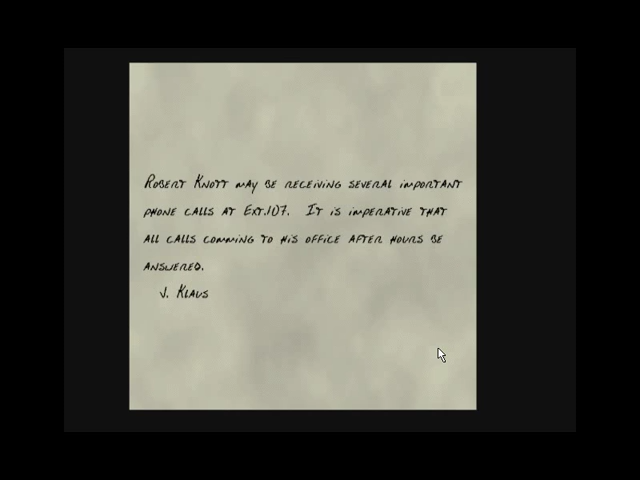 Robert Knott may be receiving several important
phone calls at Ext.107. It is imperative that
all calls comming to his office after hours be
answered.
J. Klaus